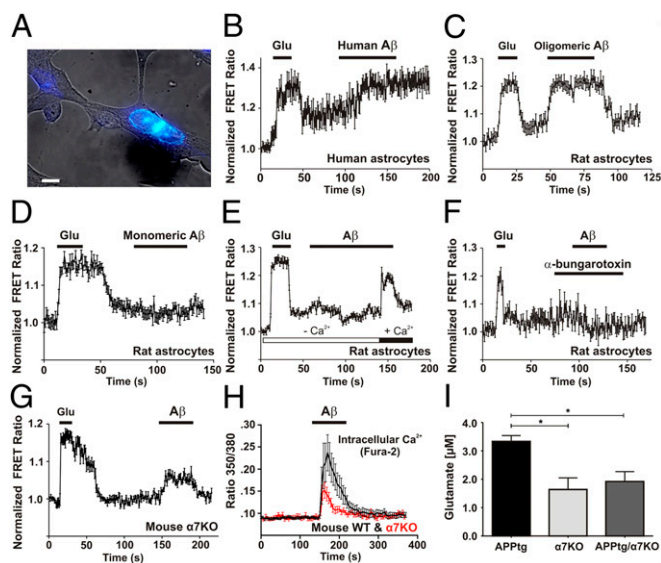 A
B
Glu
Human Aβ
Normalized FRET Ratio
1.4
1.3
1.2
1.1
1.0
Human astrocytes
0 50 100 150 200
Time (s)
C
Glu
Oligomeric Aβ
Normalized FRET Ratio
1.3
1.2
1.1
1.0
Rat astrocytes
0 25 50 75 100 125
Time (s)
D
Glu
Monomeric Aβ
Normalized FRET Ratio
1.2
1.1
1.0
Rat astrocytes
0 50 100 150
Time (s)
E
Glu
Aβ
Normalized FRET Ratio
1.3
1.2
1.1
1.0
- Ca²⁺
+ Ca²⁺
Rat astrocytes
0 50 100 150 200
Time (s)
F
Glu
Aβ
α-bungarotoxin
Normalized FRET Ratio
1.3
1.2
1.1
1.0
Rat astrocytes
0 50 100 150
Time (s)
G
Glu
Aβ
Normalized FRET Ratio
1.2
1.1
1.0
Mouse α7KO
0 50 100 150 200
Time (s)
H
Aβ
Intracellular Ca²⁺
(Fura-2)
Ratio 350/380
.30
.25
.20
.15
.10
Mouse WT & α7KO
0 100 200 300 400
Time (s)
I
*
*
Glutamate [µM]
4.0
3.0
2.0
1.0
0
APPtg
α7KO
APPtg/α7KO